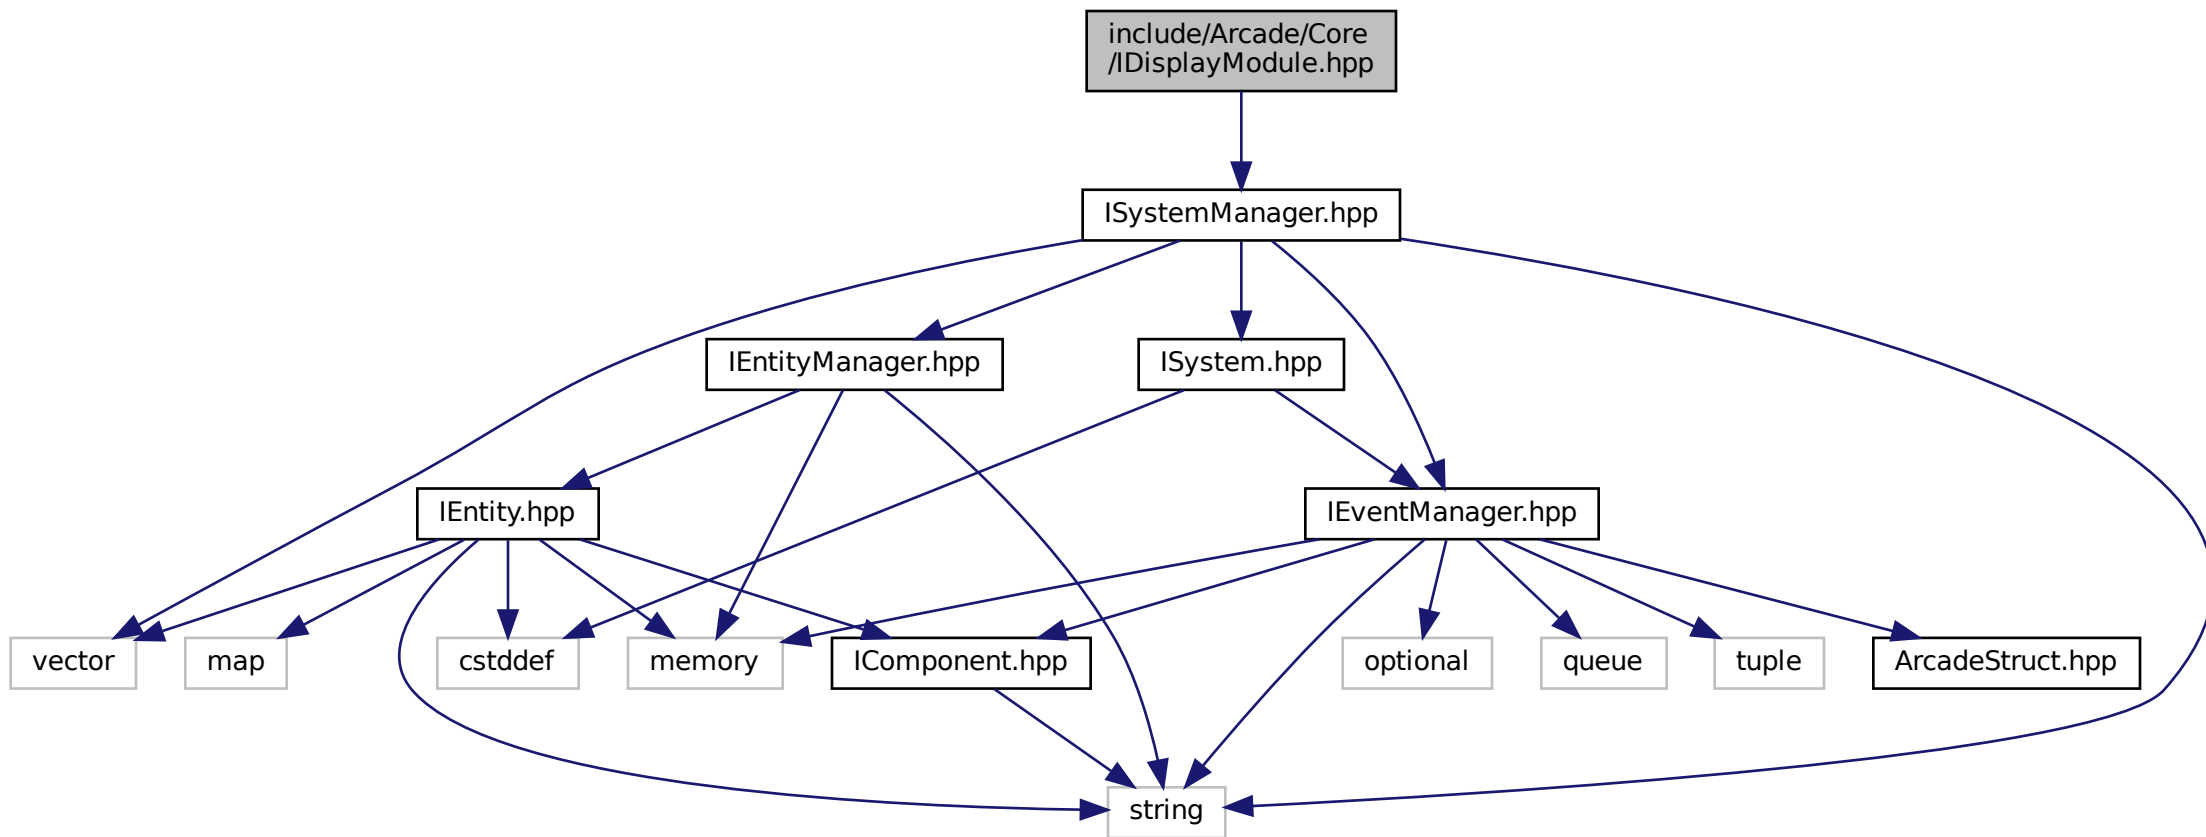 include/Arcade/Core
/IDisplayModule.hpp
ISystemManager.hpp
IEntityManager.hpp
ISystem.hpp
IEntity.hpp
IEventManager.hpp
vector
map
cstddef
memory
IComponent.hpp
optional
queue
tuple
ArcadeStruct.hpp
string